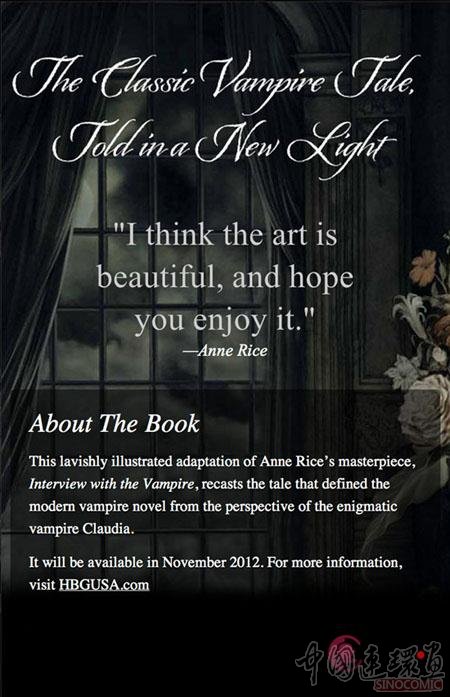 The Classic Vampire Tale,
Told in a New Light
"I think the art is
beautiful, and hope
you enjoy it."
—Anne Rice
About The Book
This lavishly illustrated adaptation of Anne Rice's masterpiece,
Interview with the Vampire, recasts the tale that defined the
modern vampire novel from the perspective of the enigmatic
vampire Claudia.
It will be available in November 2012. For more information,
visit HBGUSA.com
中國連環画
SINOCOMIC